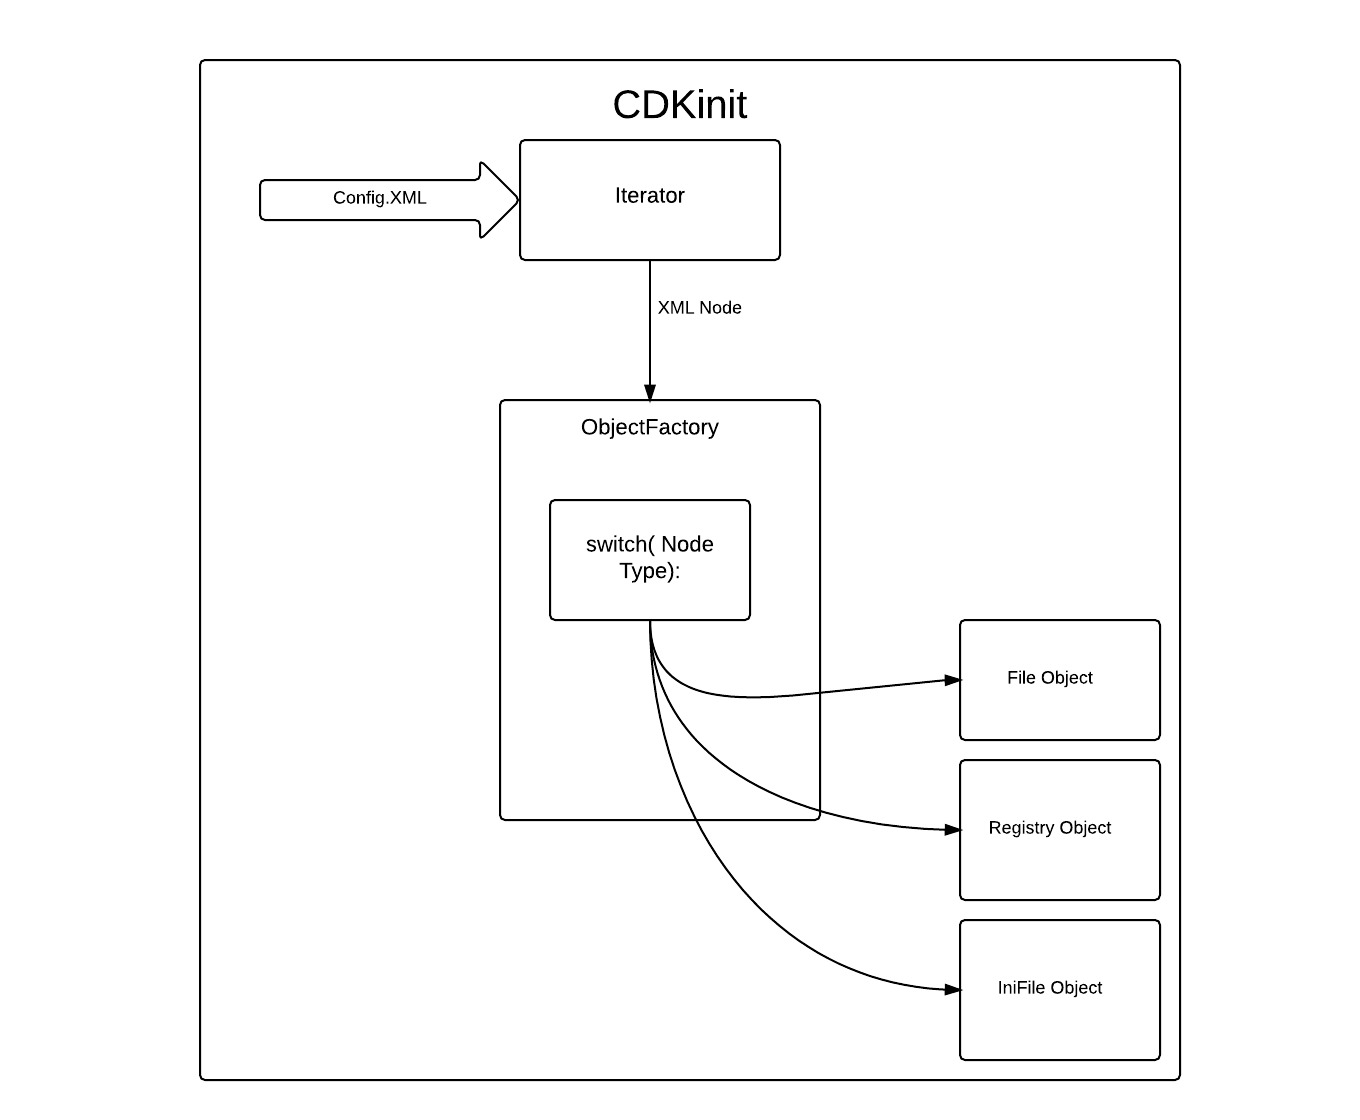 CDKinit
Config.XML
Iterator
XML Node
ObjectFactory
switch( Node
Type):
File Object
Registry Object
IniFile Object